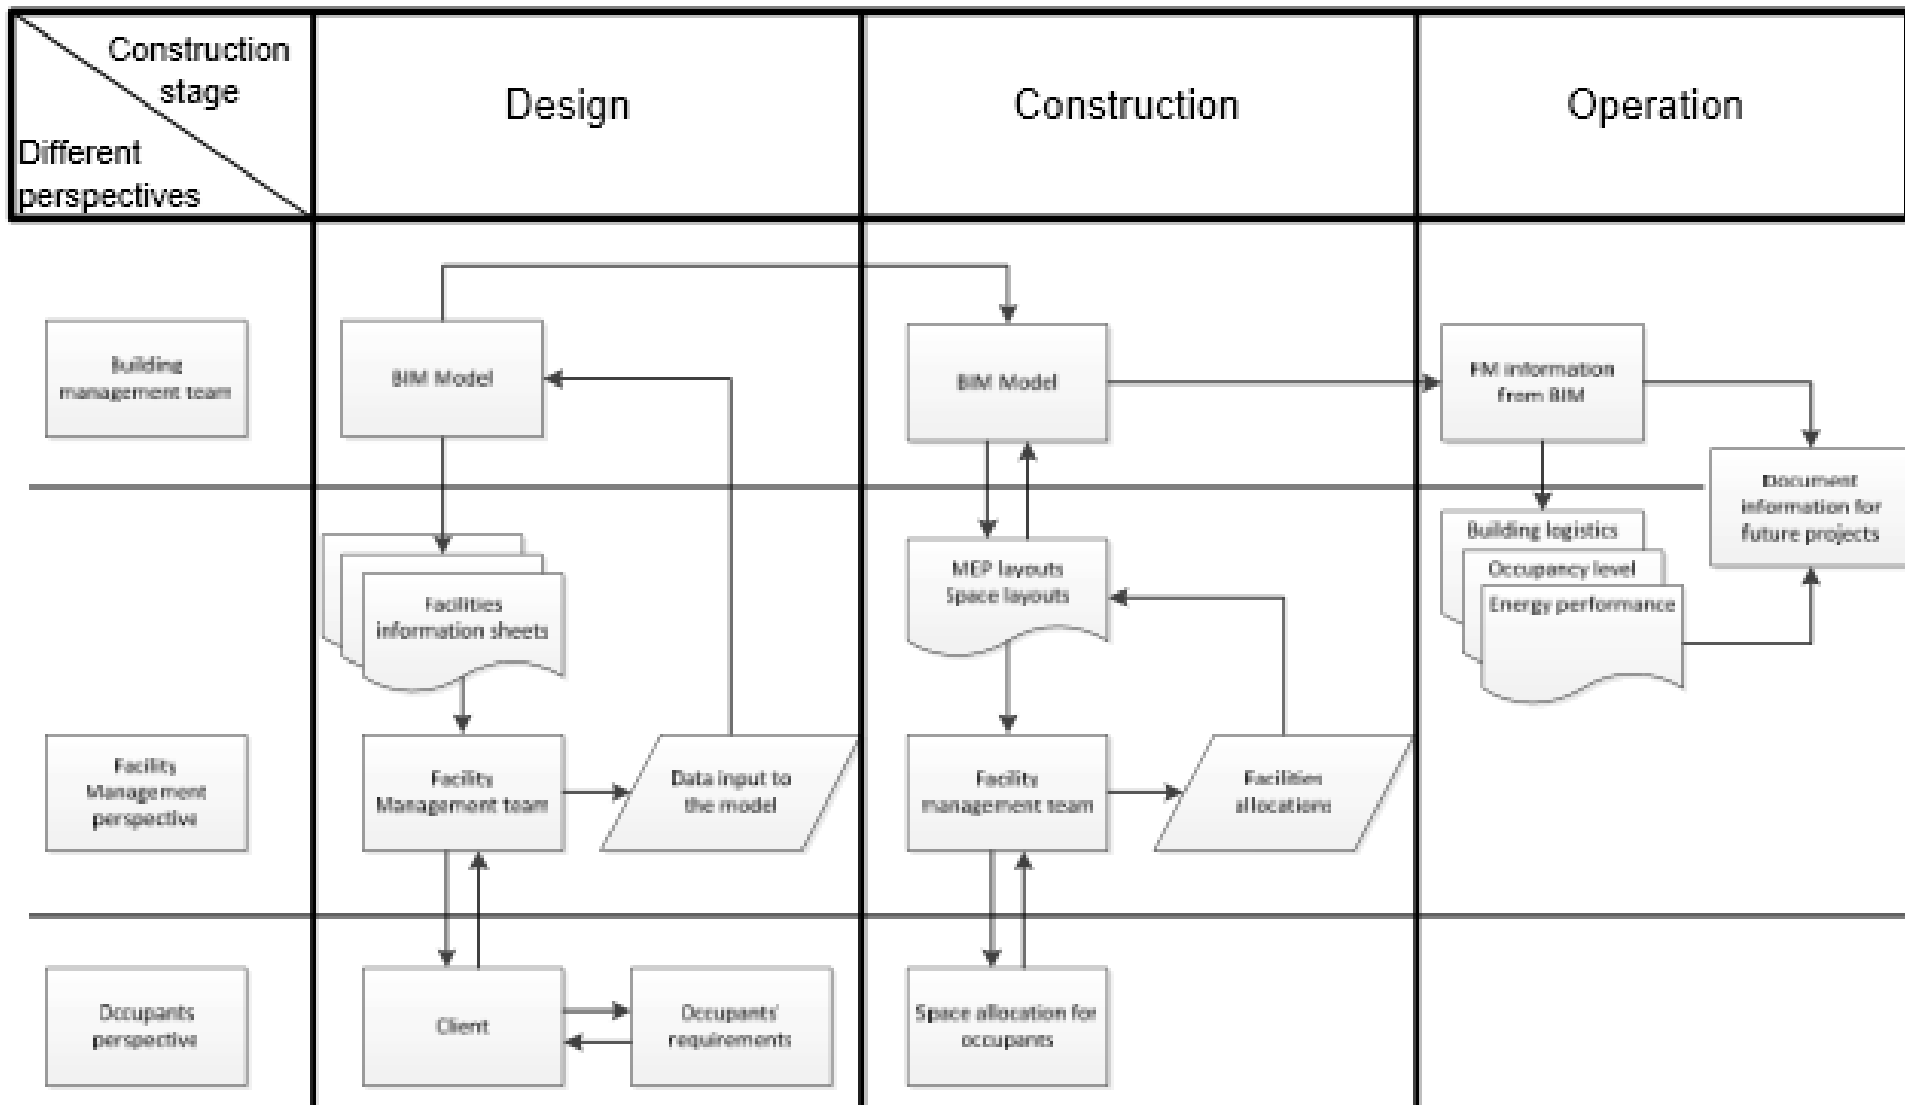 Construction
stage
Different
perspectives
Design
Construction
Operation
Building
management team
BIM Model
BIM Model
FM information
from BIM
Document
information for
future projects
Building logistics
Occupancy level
Energy performance
Facilities
information sheets
MEP layouts
Space layouts
Facility
Management
perspective
Facility
Management team
Data input to
the model
Facility
management team
Facilities
allocations
Occupants
perspective
Client
Occupants'
requirements
Space allocation for
occupants